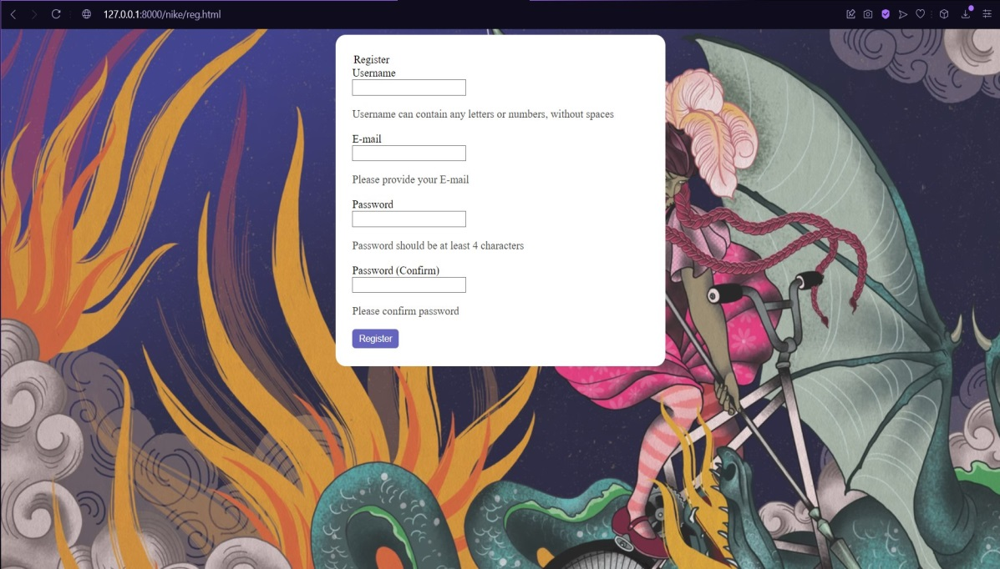 127.0.0.1:8000/nike/reg.html
Register
Username
Username can contain any letters or numbers, without spaces
E-mail
Please provide your E-mail
Password
Password should be at least 4 characters
Password (Confirm)
Please confirm password
Register